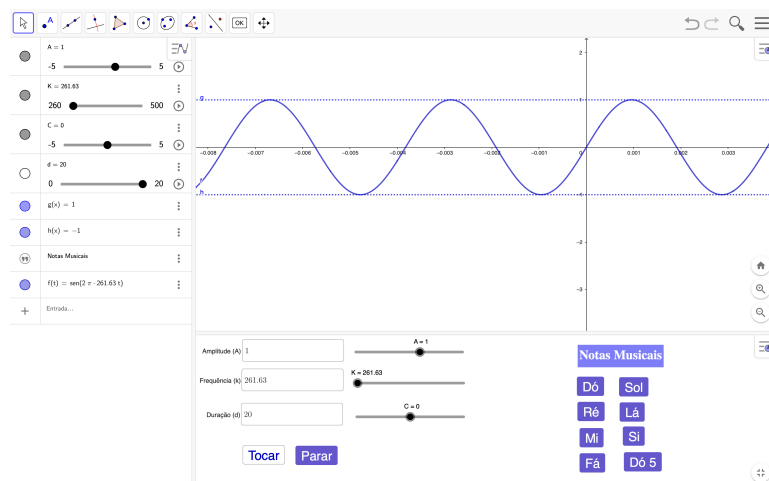 OK
A = 1
-5
5
K = 261.63
260
500
C = 0
-5
5
d = 20
0
20
g(x) = 1
h(x) = −1
Notas Musicais
f(t) = sen(2 π · 261.63 t)
Entrada...
2
g
1
−0.008
−0.007
−0.006
−0.005
−0.004
−0.003
−0.002
−0.001
0
0.001
0.002
0.003
f
h
−1
−2
−3
Amplitude (A)
1
A = 1
Frequência (k)
261.63
K = 261.63
Duração (d)
20
C = 0
Tocar
Parar
Notas Musicais
Dó
Sol
Ré
Lá
Mi
Si
Fá
Dó 5